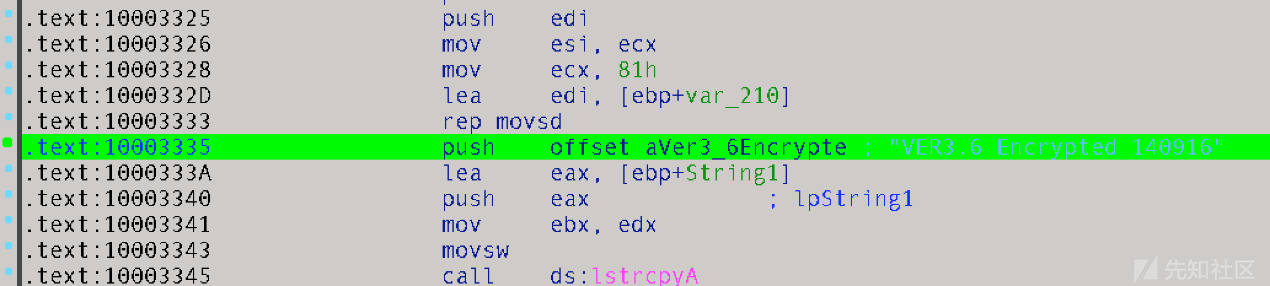 .text:10003325 push edi
.text:10003326 mov esi, ecx
.text:10003328 mov ecx, 81h
.text:1000332D lea edi, [ebp+var_210]
.text:10003333 rep movsd
.text:10003335 push offset aVer3_6Encrypte ; "VER3.6 Encrypted 140916"
.text:1000333A lea eax, [ebp+String1]
.text:10003340 push eax ; lpString1
.text:10003341 mov ebx, edx
.text:10003343 movsw
.text:10003345 call ds:lstrcpyA
先知社区